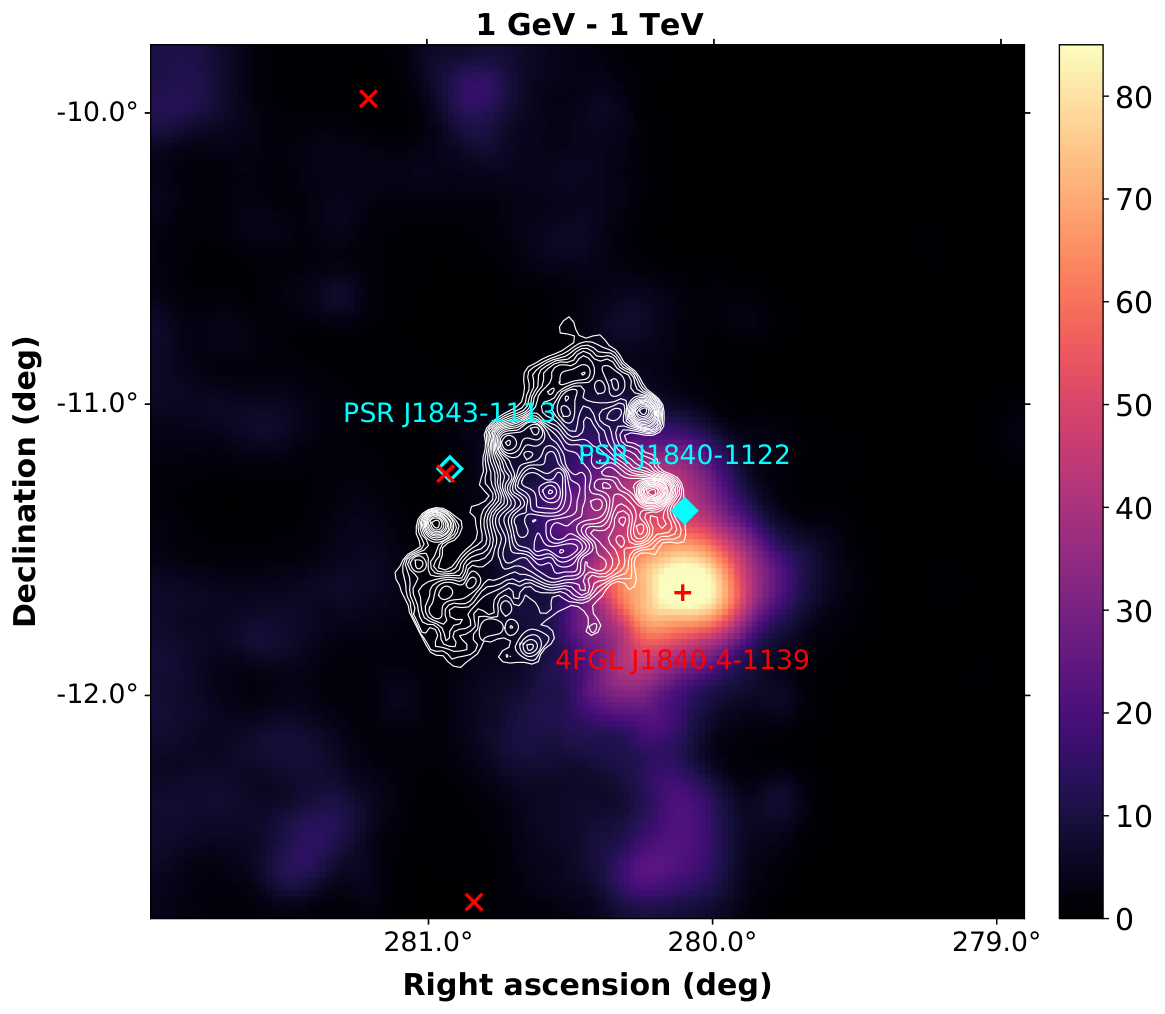 1 GeV - 1 TeV
-10.0°
-11.0°
-12.0°
Declination (deg)
PSR J1843-1113
PSR J1840-1122
4FGL J1840.4-1139
281.0°
280.0°
279.0°
Right ascension (deg)
80
70
60
50
40
30
20
10
0